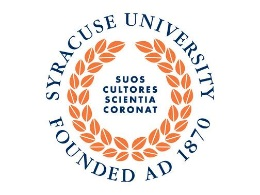 SYRACUSE UNIVERSITY
SUOS
CULTORES
SCIENTIA
CORONAT
FOUNDED AD 1870